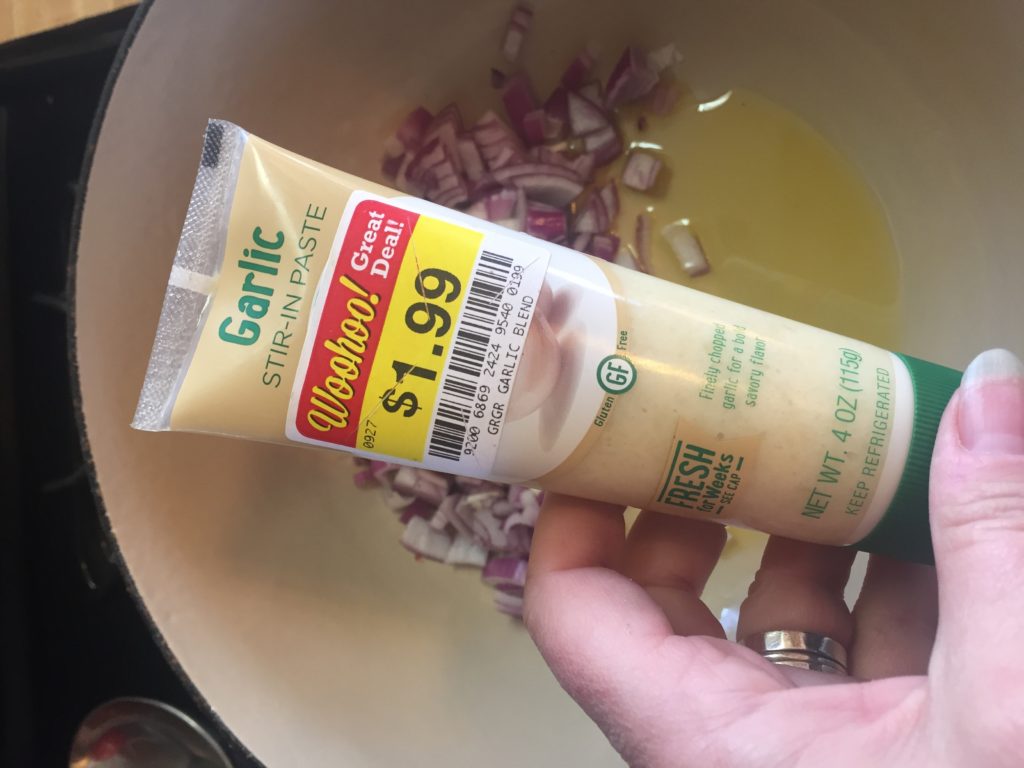 Garlic
STIR-IN PASTE
Woohoo!
Great
Deal!
0927
$1.99
9200 6869 2424 9540 0199
GRGR GARLIC BLEND
Gluten GF Free
Finely chopped
garlic for a bold
savory flavor
FRESH
for Weeks
SEE CAP
NET WT. 4 OZ (115g)
KEEP REFRIGERATED